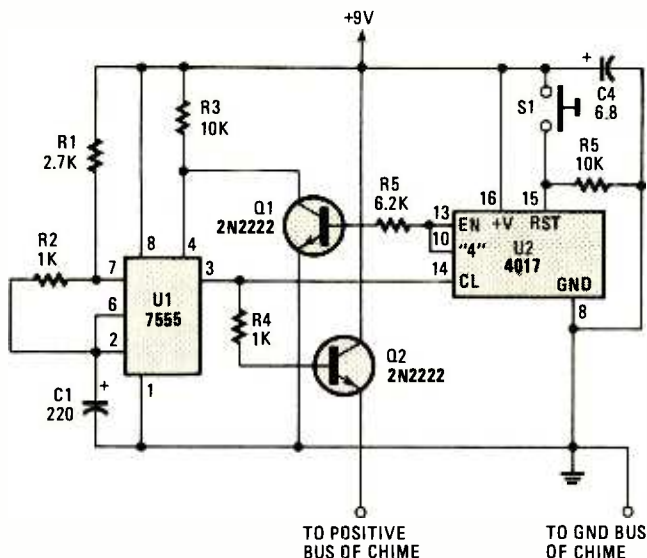 +9V
R1
2.7K
R3
10K
S1
+
C4
6.8
R5
10K
R2
1K
Q1
2N2222
R5
6.2K
8
4
7
6
2
3
1
U1
7555
16
15
13
10
14
8
EN
+V
RST
"4"
U2
4017
CL
GND
R4
1K
Q2
2N2222
C1
220
+
TO POSITIVE
BUS OF CHIME
TO GND BUS
OF CHIME